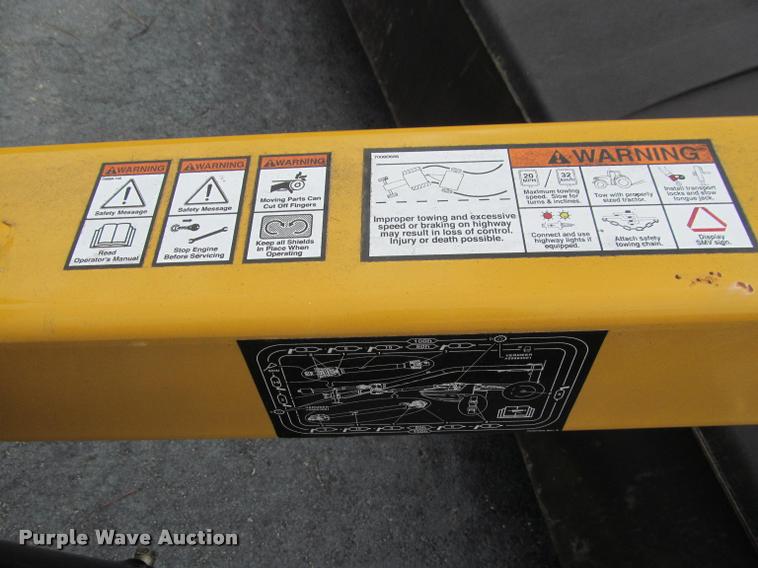 WARNING
Safety Message
Read
Operator's Manual
WARNING
Safety Message
Stop Engine
Before Servicing
WARNING
Moving Parts Can
Cut Off Fingers
Keep all Shields
In Place When
Operating
Improper towing and excessive
speed or braking on highway
may result in loss of control.
Injury or death possible.
WARNING
20
MPH
32
km/h
Maximum towing
speed. Slow for
turns & inclines.
Tow with properly
sized tractor.
Install transport
locks and stow
tongue jack.
Connect and use
highway lights if
equipped.
Attach safety
towing chain.
Display
SMV sign.
100h
50h
10
VERMEER
Purple Wave Auction